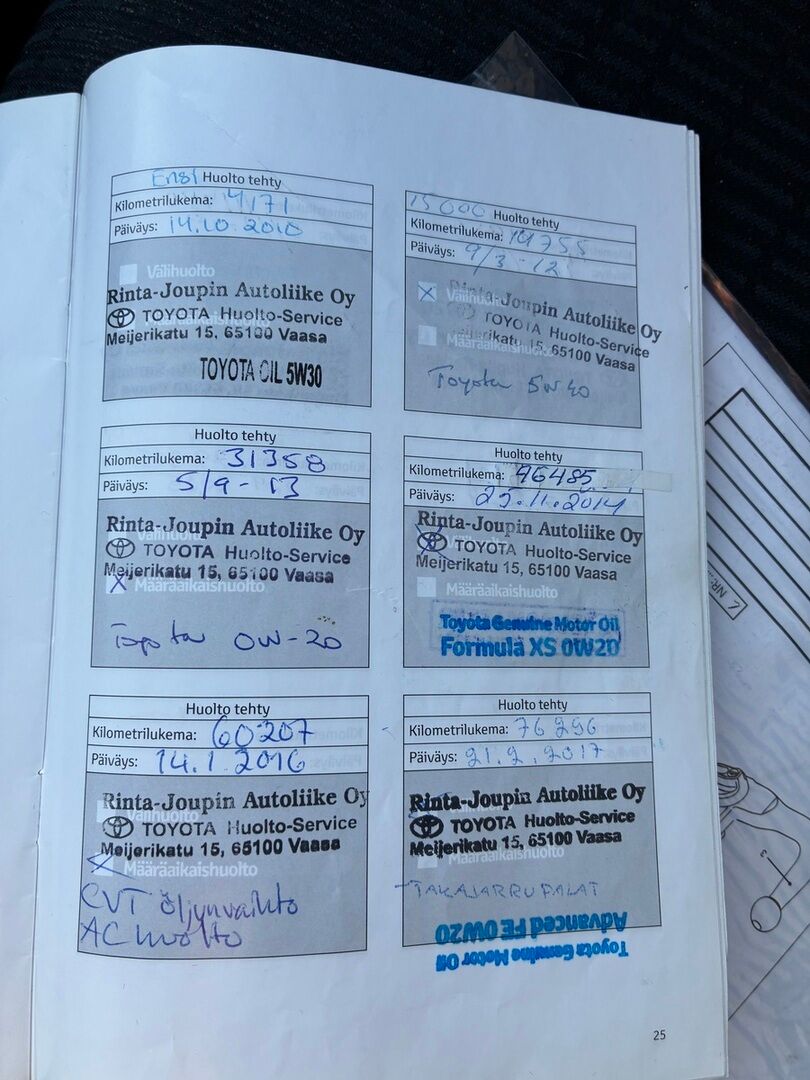 Ensi Huolto tehty
Kilometrilukema: 4171
Päiväys: 14.10.2010
Välihuolto
Rinta-Joupin Autoliike Oy
TOYOTA Huolto-Service
Meijerikatu 15, 65100 Vaasa
TOYOTA OIL 5W30
15000 Huolto tehty
Kilometrilukema: 14755
Päiväys: 9/3-12
Välihuolto
Rinta-Joupin Autoliike Oy
TOYOTA Huolto-Service
Meijerikatu 15, 65100 Vaasa
Toyota 5W40
Huolto tehty
Kilometrilukema: 31358
Päiväys: 5/9-13
Rinta-Joupin Autoliike Oy
TOYOTA Huolto-Service
Meijerikatu 15, 65100 Vaasa
Määräaikaishuolto
Toyota 0W-20
Huolto tehty
Kilometrilukema: 46485
Päiväys: 25.11.2014
Rinta-Joupin Autoliike Oy
TOYOTA Huolto-Service
Meijerikatu 15, 65100 Vaasa
Määräaikaishuolto
Toyota Genuine Motor Oil
Formula XS 0W20
Huolto tehty
Kilometrilukema: 60207
Päiväys: 14.1.2016
Rinta-Joupin Autoliike Oy
Välihuolto
TOYOTA Huolto-Service
Meijerikatu 15, 65100 Vaasa
Määräaikaishuolto
CVT öljynvaihto
AC huolto
Huolto tehty
Kilometrilukema: 76296
Päiväys: 21.2.2017
Rinta-Joupin Autoliike Oy
TOYOTA Huolto-Service
Meijerikatu 15, 65100 Vaasa
Määräaikaishuolto
-TAKAJARRUPALAT
Toyota Genuine Motor Oil
Advanced FE 0W20
25